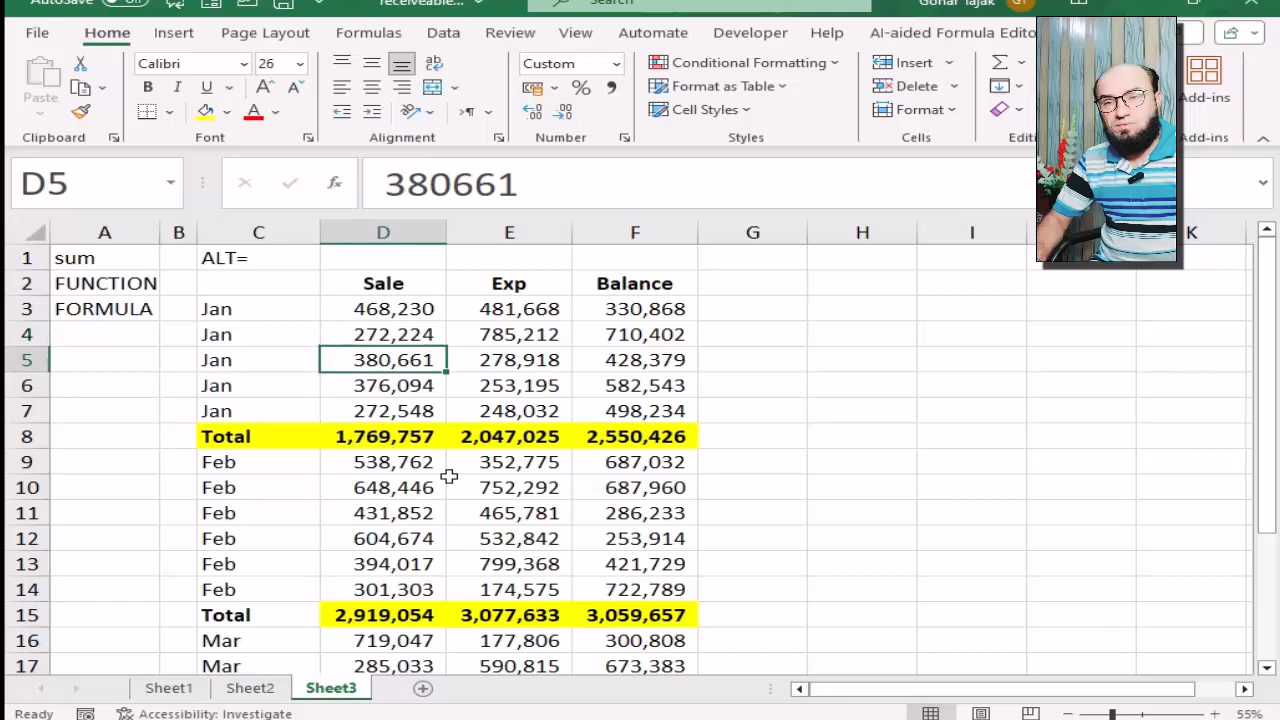 AutoSave Off receiveable... Search Gohar Tajak GT
File Home Insert Page Layout Formulas Data Review View Automate Developer Help AI-aided Formula Edito
Paste Calibri 26 Custom Conditional Formatting Insert Add-ins
B I U Format as Table Delete
A Cell Styles Format
Clipboard Font Alignment Number Styles Cells Editi Add-ins
D5 fx 380661
A B C D E F G H I K
1 sum ALT=
2 FUNCTION Sale Exp Balance
3 FORMULA Jan 468,230 481,668 330,868
4 Jan 272,224 785,212 710,402
5 Jan 380,661 278,918 428,379
6 Jan 376,094 253,195 582,543
7 Jan 272,548 248,032 498,234
8 Total 1,769,757 2,047,025 2,550,426
9 Feb 538,762 352,775 687,032
10 Feb 648,446 752,292 687,960
11 Feb 431,852 465,781 286,233
12 Feb 604,674 532,842 253,914
13 Feb 394,017 799,368 421,729
14 Feb 301,303 174,575 722,789
15 Total 2,919,054 3,077,633 3,059,657
16 Mar 719,047 177,806 300,808
17 Mar 285,033 590,815 673,383
Sheet1 Sheet2 Sheet3
Ready Accessibility: Investigate 55%